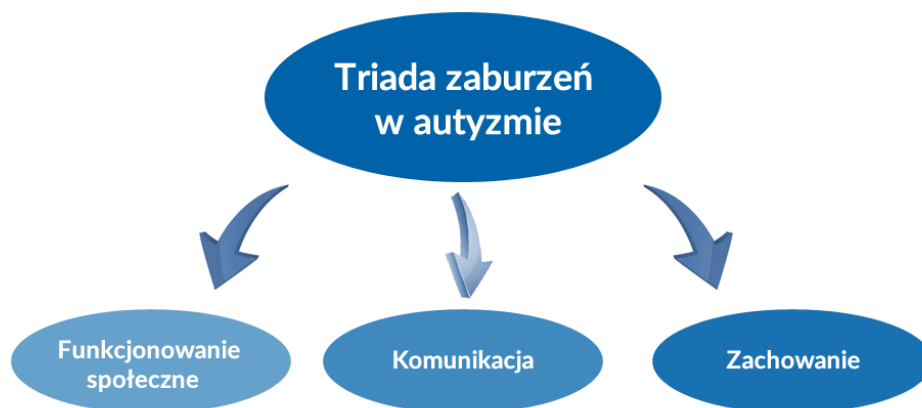 Triada zaburzeń
w autyzmie
Funkcjonowanie
społeczne
Komunikacja
Zachowanie